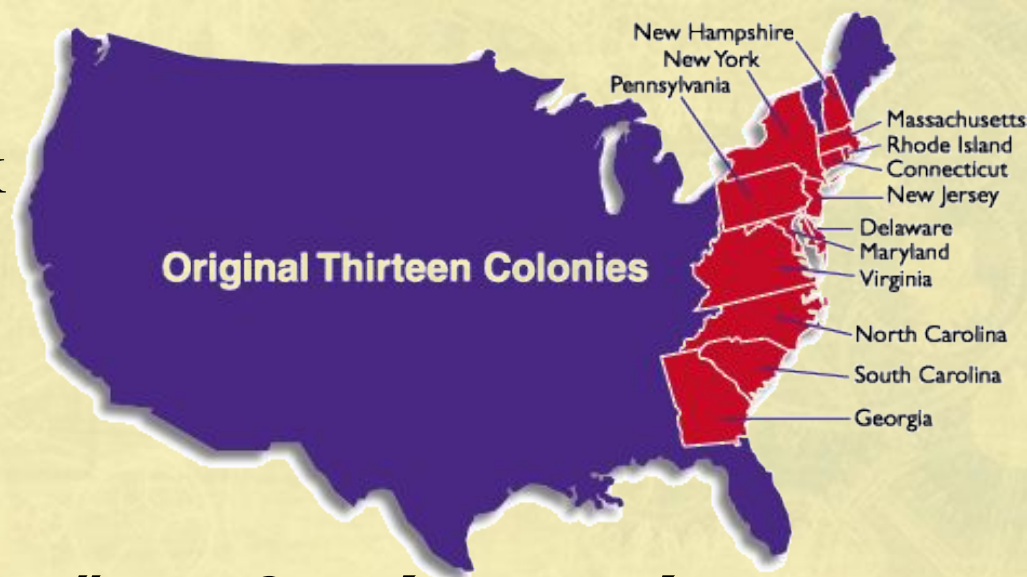 New Hampshire
New York
Pennsylvania
Massachusetts
Rhode Island
Connecticut
New Jersey
Delaware
Maryland
Virginia
North Carolina
South Carolina
Georgia
Original Thirteen Colonies